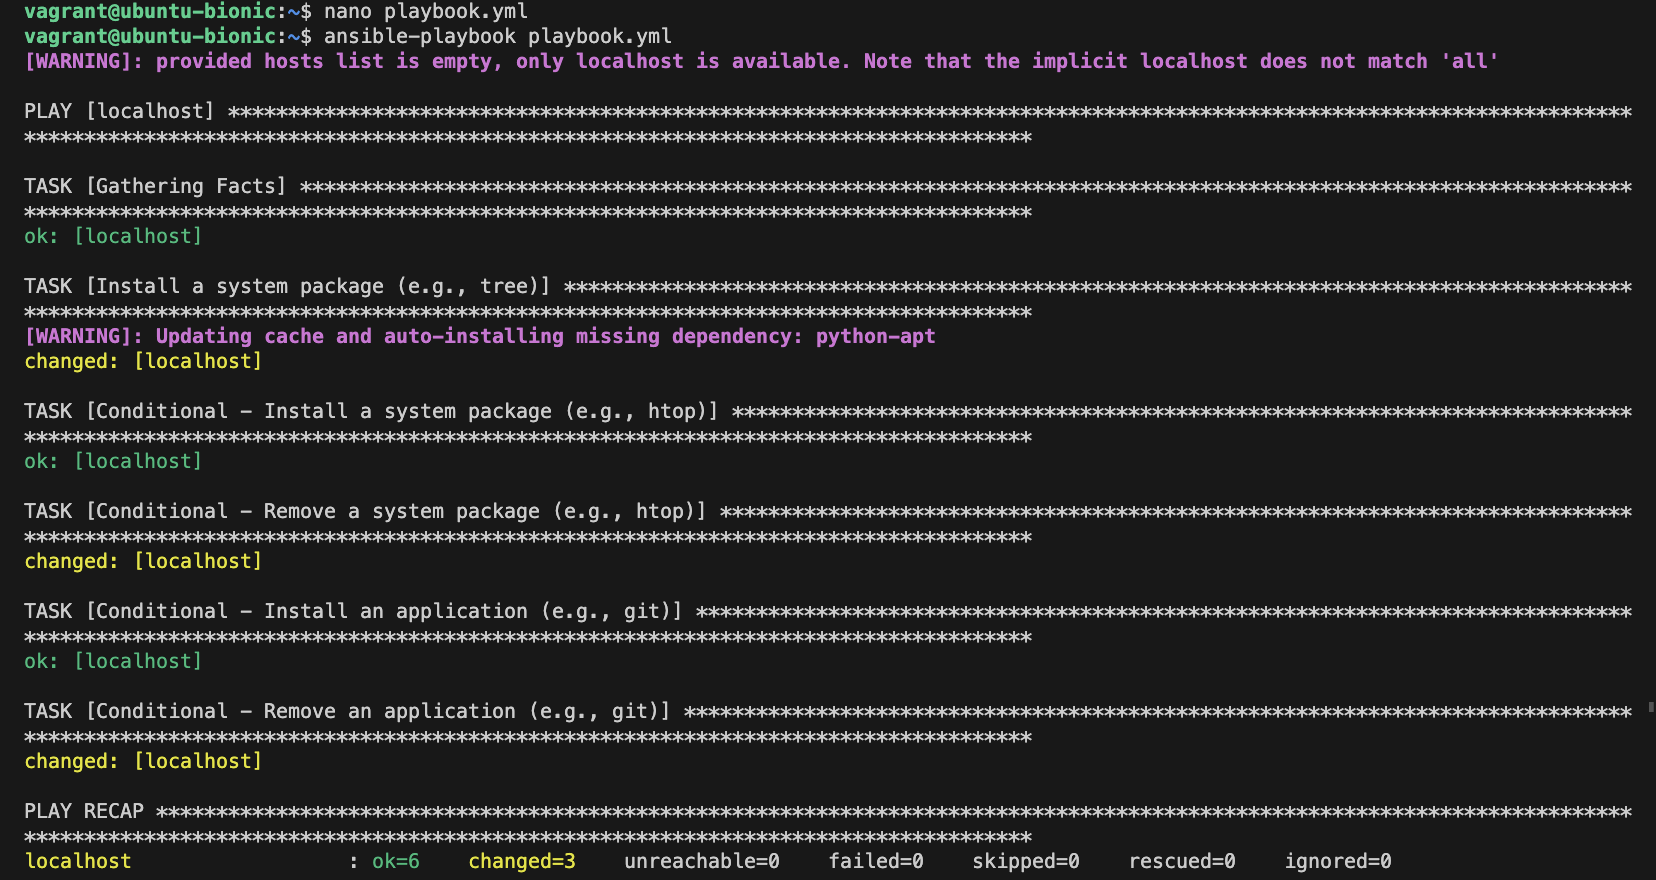 vagrant@ubuntu-bionic:~$ nano playbook.yml
vagrant@ubuntu-bionic:~$ ansible-playbook playbook.yml
[WARNING]: provided hosts list is empty, only localhost is available. Note that the implicit localhost does not match 'all'
PLAY [localhost] *********************************************************************************************************************
************************************************************************************
TASK [Gathering Facts] ***************************************************************************************************************
************************************************************************************
ok: [localhost]
TASK [Install a system package (e.g., tree)] *****************************************************************************************
************************************************************************************
[WARNING]: Updating cache and auto-installing missing dependency: python-apt
changed: [localhost]
TASK [Conditional - Install a system package (e.g., htop)] ***************************************************************************
************************************************************************************
ok: [localhost]
TASK [Conditional - Remove a system package (e.g., htop)] ****************************************************************************
************************************************************************************
changed: [localhost]
TASK [Conditional - Install an application (e.g., git)] ******************************************************************************
************************************************************************************
ok: [localhost]
TASK [Conditional - Remove an application (e.g., git)] *******************************************************************************
************************************************************************************
changed: [localhost]
PLAY RECAP ***************************************************************************************************************************
************************************************************************************
localhost                  : ok=6    changed=3    unreachable=0    failed=0    skipped=0    rescued=0    ignored=0